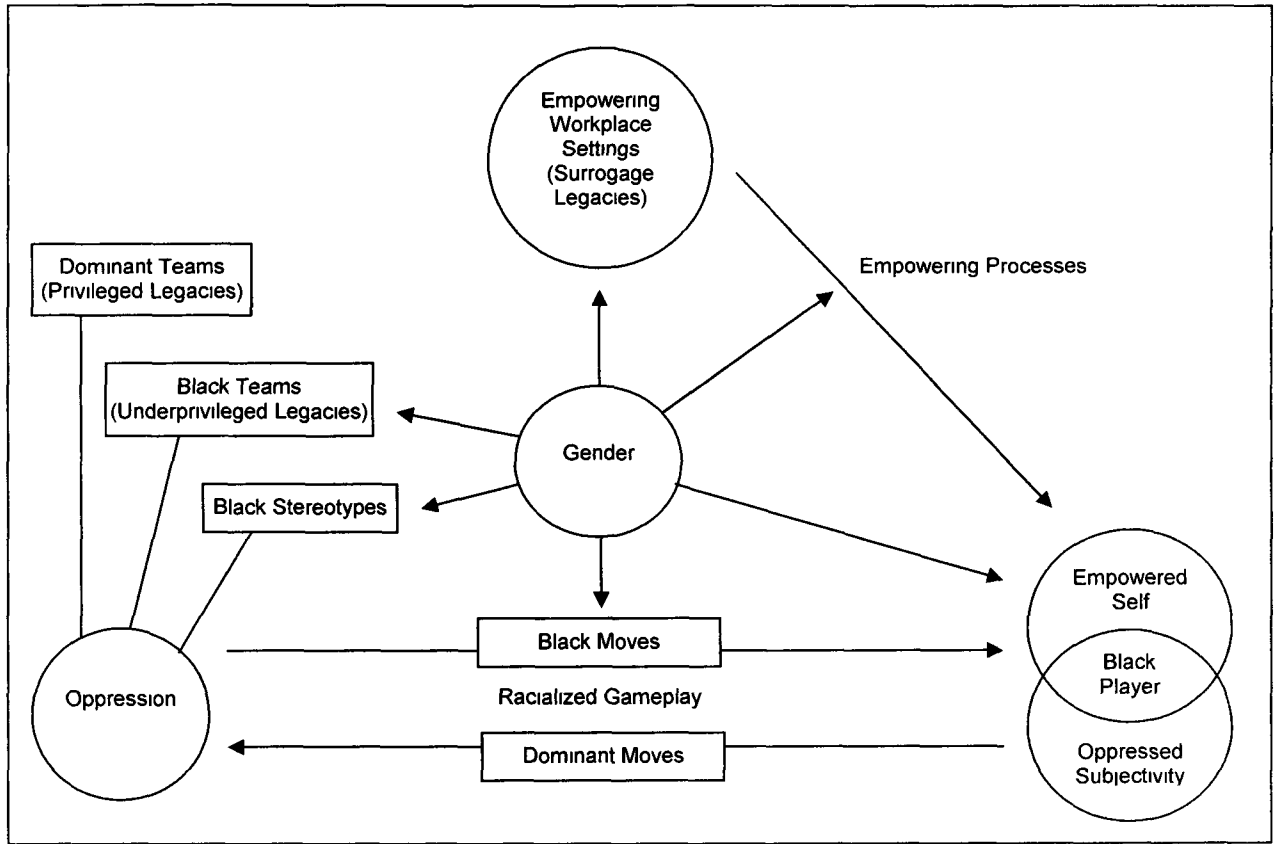 Empowering
Workplace
Settings
(Surrogage
Legacies)
Dominant Teams
(Privileged Legacies)
Empowering Processes
Black Teams
(Underprivileged Legacies)
Gender
Black Stereotypes
Empowered
Self
Black Moves
Black
Player
Racialized Gameplay
Oppression
Dominant Moves
Oppressed
Subjectivity